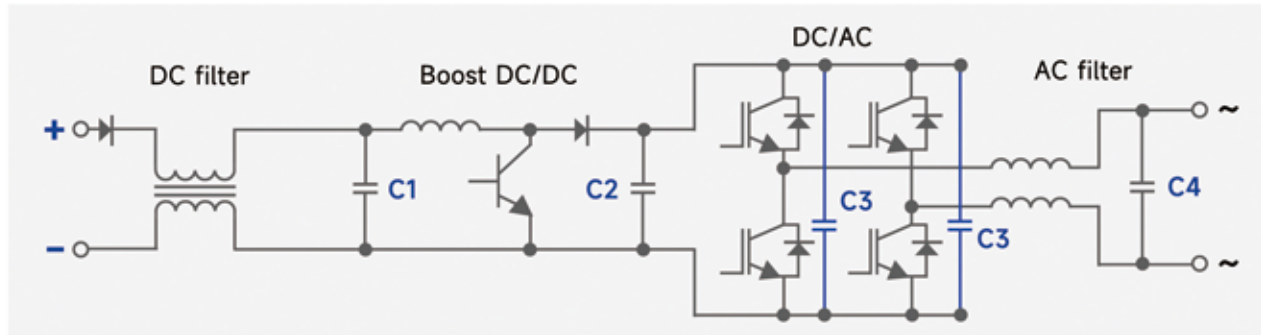 DC/AC
DC filter
Boost DC/DC
AC filter
+
~
C1
C2
C4
C3
C3
-
~